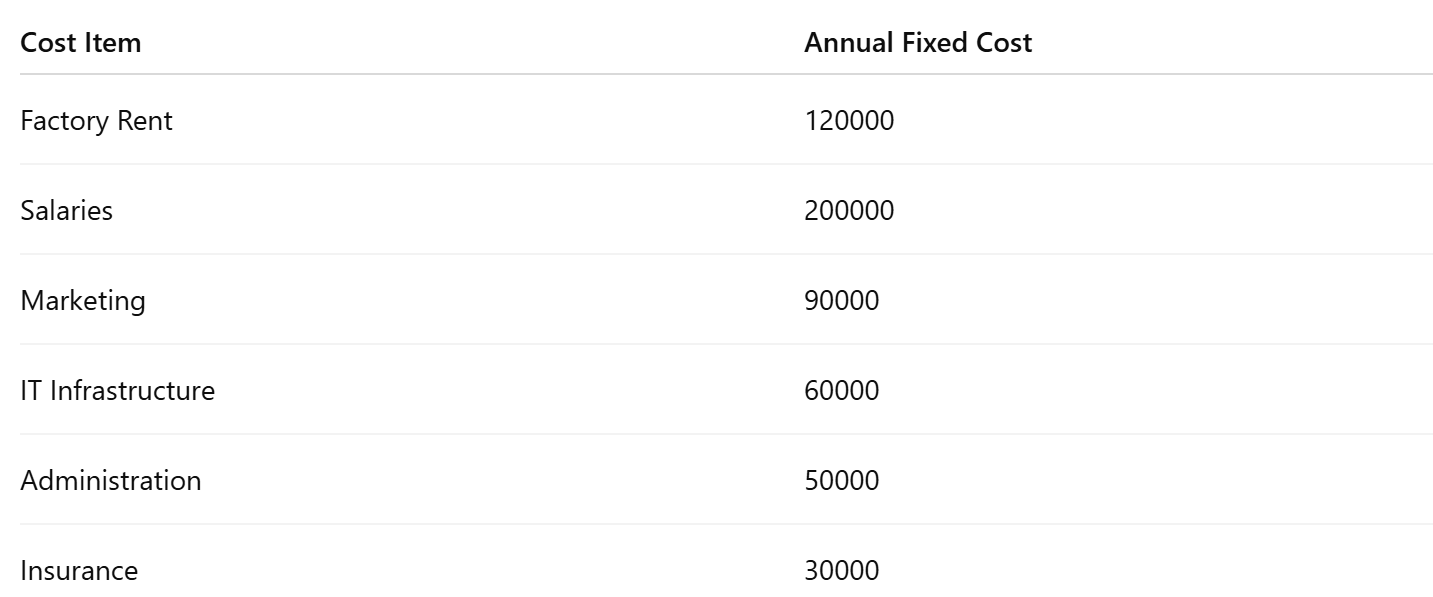 Cost Item Annual Fixed Cost
Factory Rent 120000
Salaries 200000
Marketing 90000
IT Infrastructure 60000
Administration 50000
Insurance 30000